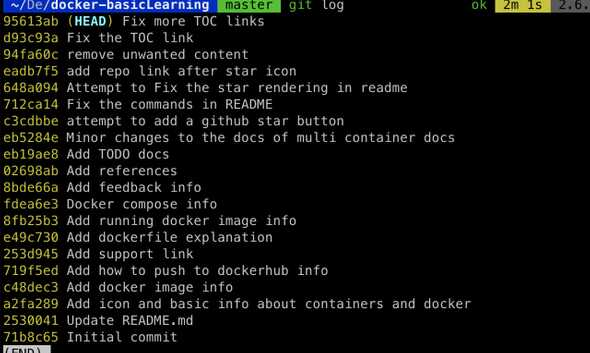 ~/De/docker-basicLearning master git log ok 2m 1s 2.6.
95613ab (HEAD) Fix more TOC links
d93c93a Fix the TOC link
94fa60c remove unwanted content
eadb7f5 add repo link after star icon
648a094 Attempt to Fix the star rendering in readme
712ca14 Fix the commands in README
c3cdbbe attempt to add a github star button
eb5284e Minor changes to the docs of multi container docs
eb19ae8 Add TODO docs
02698ab Add references
8bde66a Add feedback info
fdea6e3 Docker compose info
8fb25b3 Add running docker image info
e49c730 Add dockerfile explanation
253d945 Add support link
719f5ed Add how to push to dockerhub info
c48dec3 Add docker image info
a2fa289 Add icon and basic info about containers and docker
2530041 Update README.md
71b8c65 Initial commit
(END)